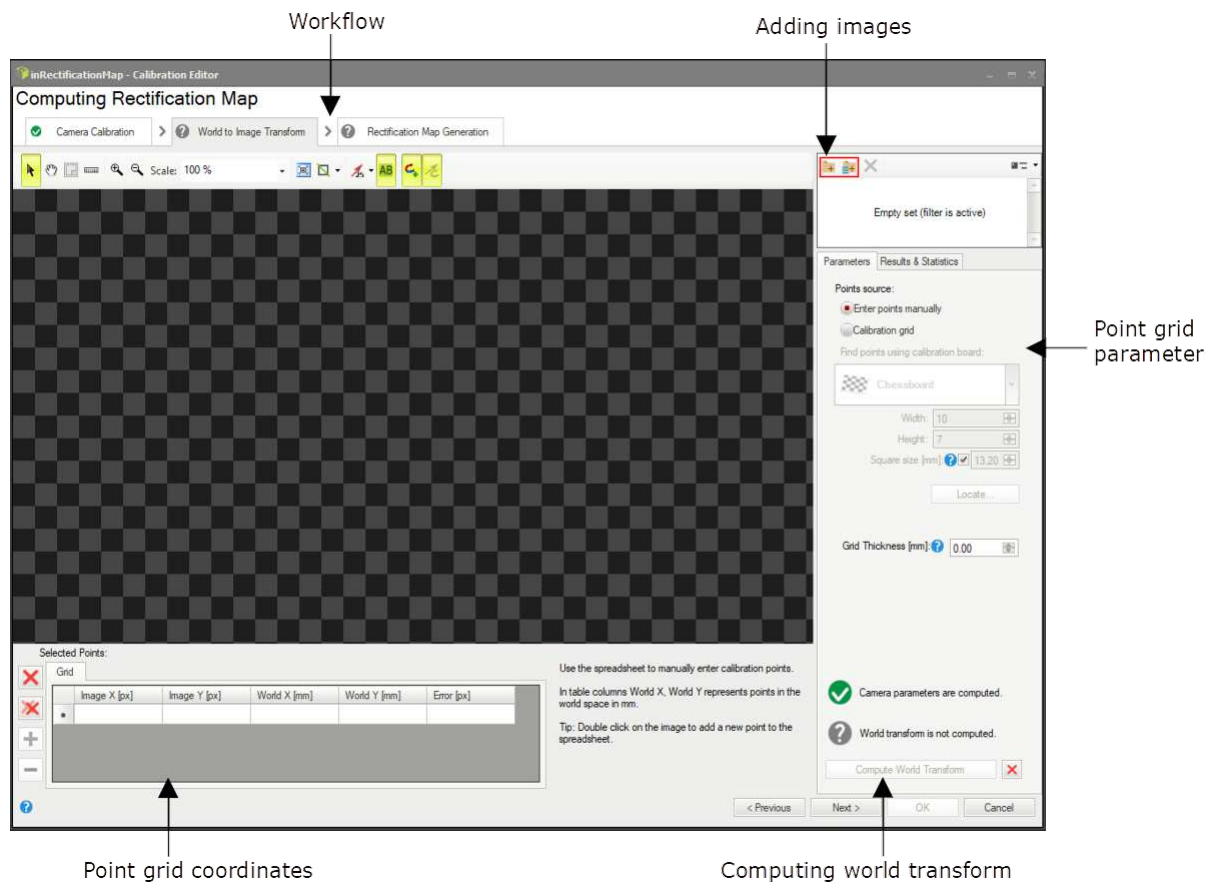 Workflow
Adding images
inRectificationMap - Calibration Editor
Computing Rectification Map
Camera Calibration
World to Image Transform
Rectification Map Generation
Scale: 100 %
AB
Empty set (filter is active)
Parameters Results & Statistics
Points source:
Enter points manually
Calibration grid
Find points using calibration board:
Chessboard
Width: 10
Height: 7
Square size [mm]: 13.20
Locate...
Grid Thickness [mm]: 0.00
Point grid
parameter
Selected Points:
Grid
Image X [px] Image Y [px] World X [mm] World Y [mm] Error [px]
Use the spreadsheet to manually enter calibration points.
In table columns World X, World Y represents points in the
world space in mm.
Tip: Double click on the image to add a new point to the
spreadsheet.
Camera parameters are computed.
World transform is not computed.
Compute World Transform
< Previous Next > OK Cancel
Point grid coordinates
Computing world transform